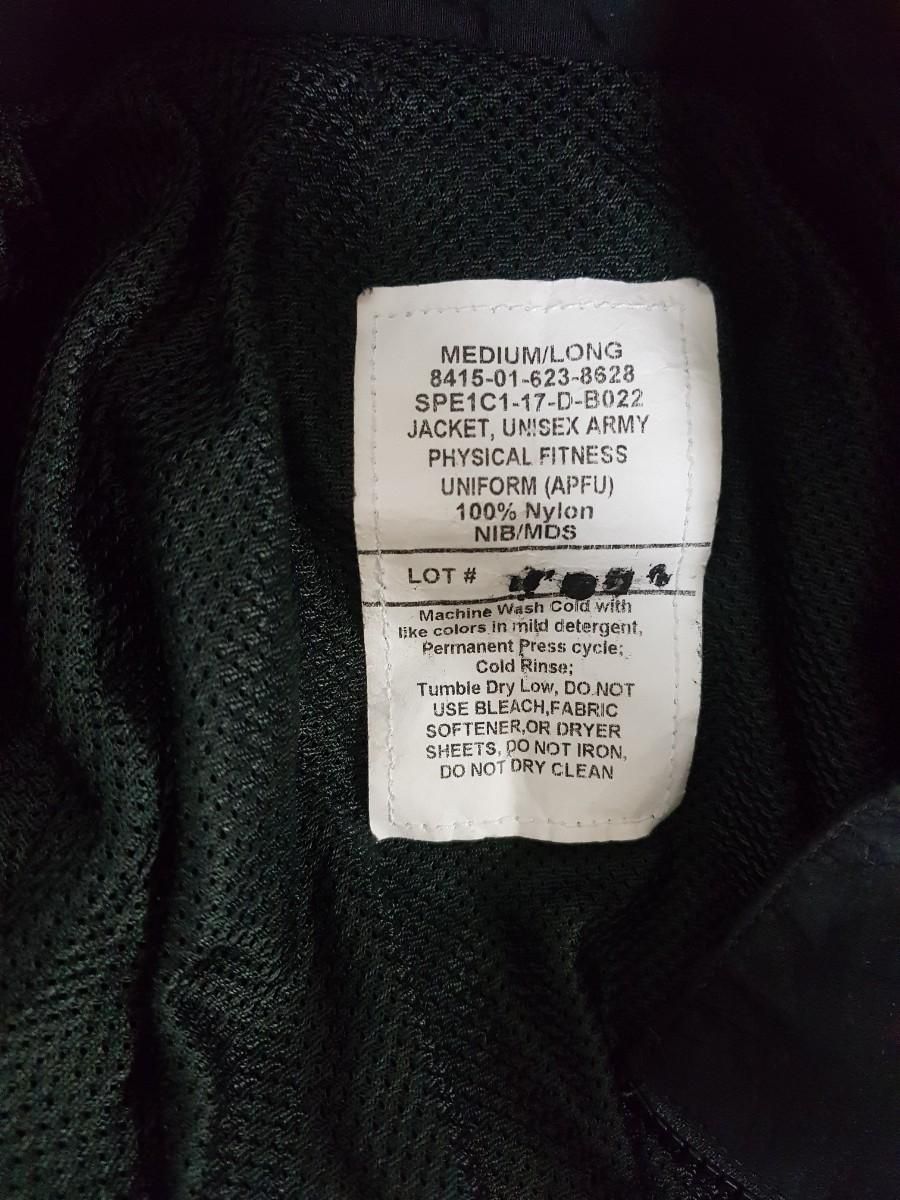 MEDIUM/LONG
8415-01-623-8628
SPE1C1-17-D-B022
JACKET, UNISEX ARMY
PHYSICAL FITNESS
UNIFORM (APFU)
100% Nylon
NIB/MDS
LOT #
Machine Wash Cold with
like colors in mild detergent,
Permanent Press cycle;
Cold Rinse;
Tumble Dry Low, DO NOT
USE BLEACH,FABRIC
SOFTENER,OR DRYER
SHEETS, DO NOT IRON,
DO NOT DRY CLEAN